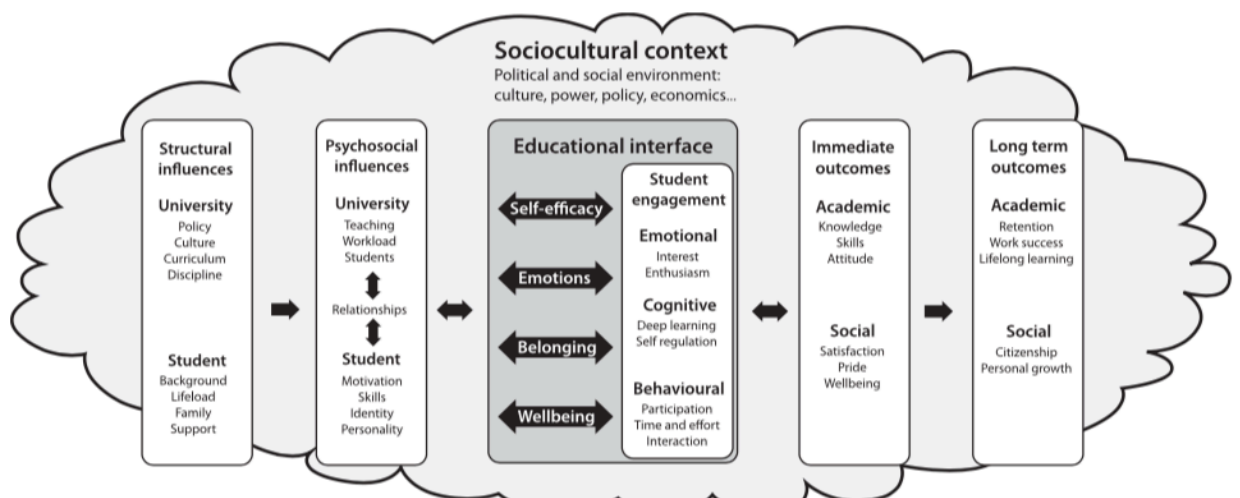 Sociocultural context
Political and social environment:
culture, power, policy, economics...
Structural
influences
University
Policy
Culture
Curriculum
Discipline
Student
Background
Lifeload
Family
Support
Psychosocial
influences
University
Teaching
Workload
Students
Relationships
Student
Motivation
Skills
Identity
Personality
Educational interface
Self-efficacy
Emotions
Belonging
Wellbeing
Student
engagement
Emotional
Interest
Enthusiasm
Cognitive
Deep learning
Self regulation
Behavioural
Participation
Time and effort
Interaction
Immediate
outcomes
Academic
Knowledge
Skills
Attitude
Social
Satisfaction
Pride
Wellbeing
Long term
outcomes
Academic
Retention
Work success
Lifelong learning
Social
Citizenship
Personal growth